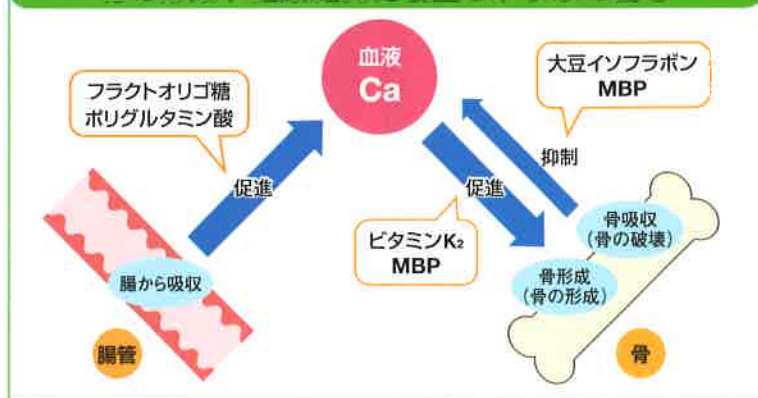 血液
Ca
フラクトオリゴ糖
ポリグルタミン酸
大豆イソフラボン
MBP
促進
促進
抑制
ビタミンK₂
MBP
腸から吸収
骨吸収
(骨の破壊)
骨形成
(骨の形成)
腸管
骨